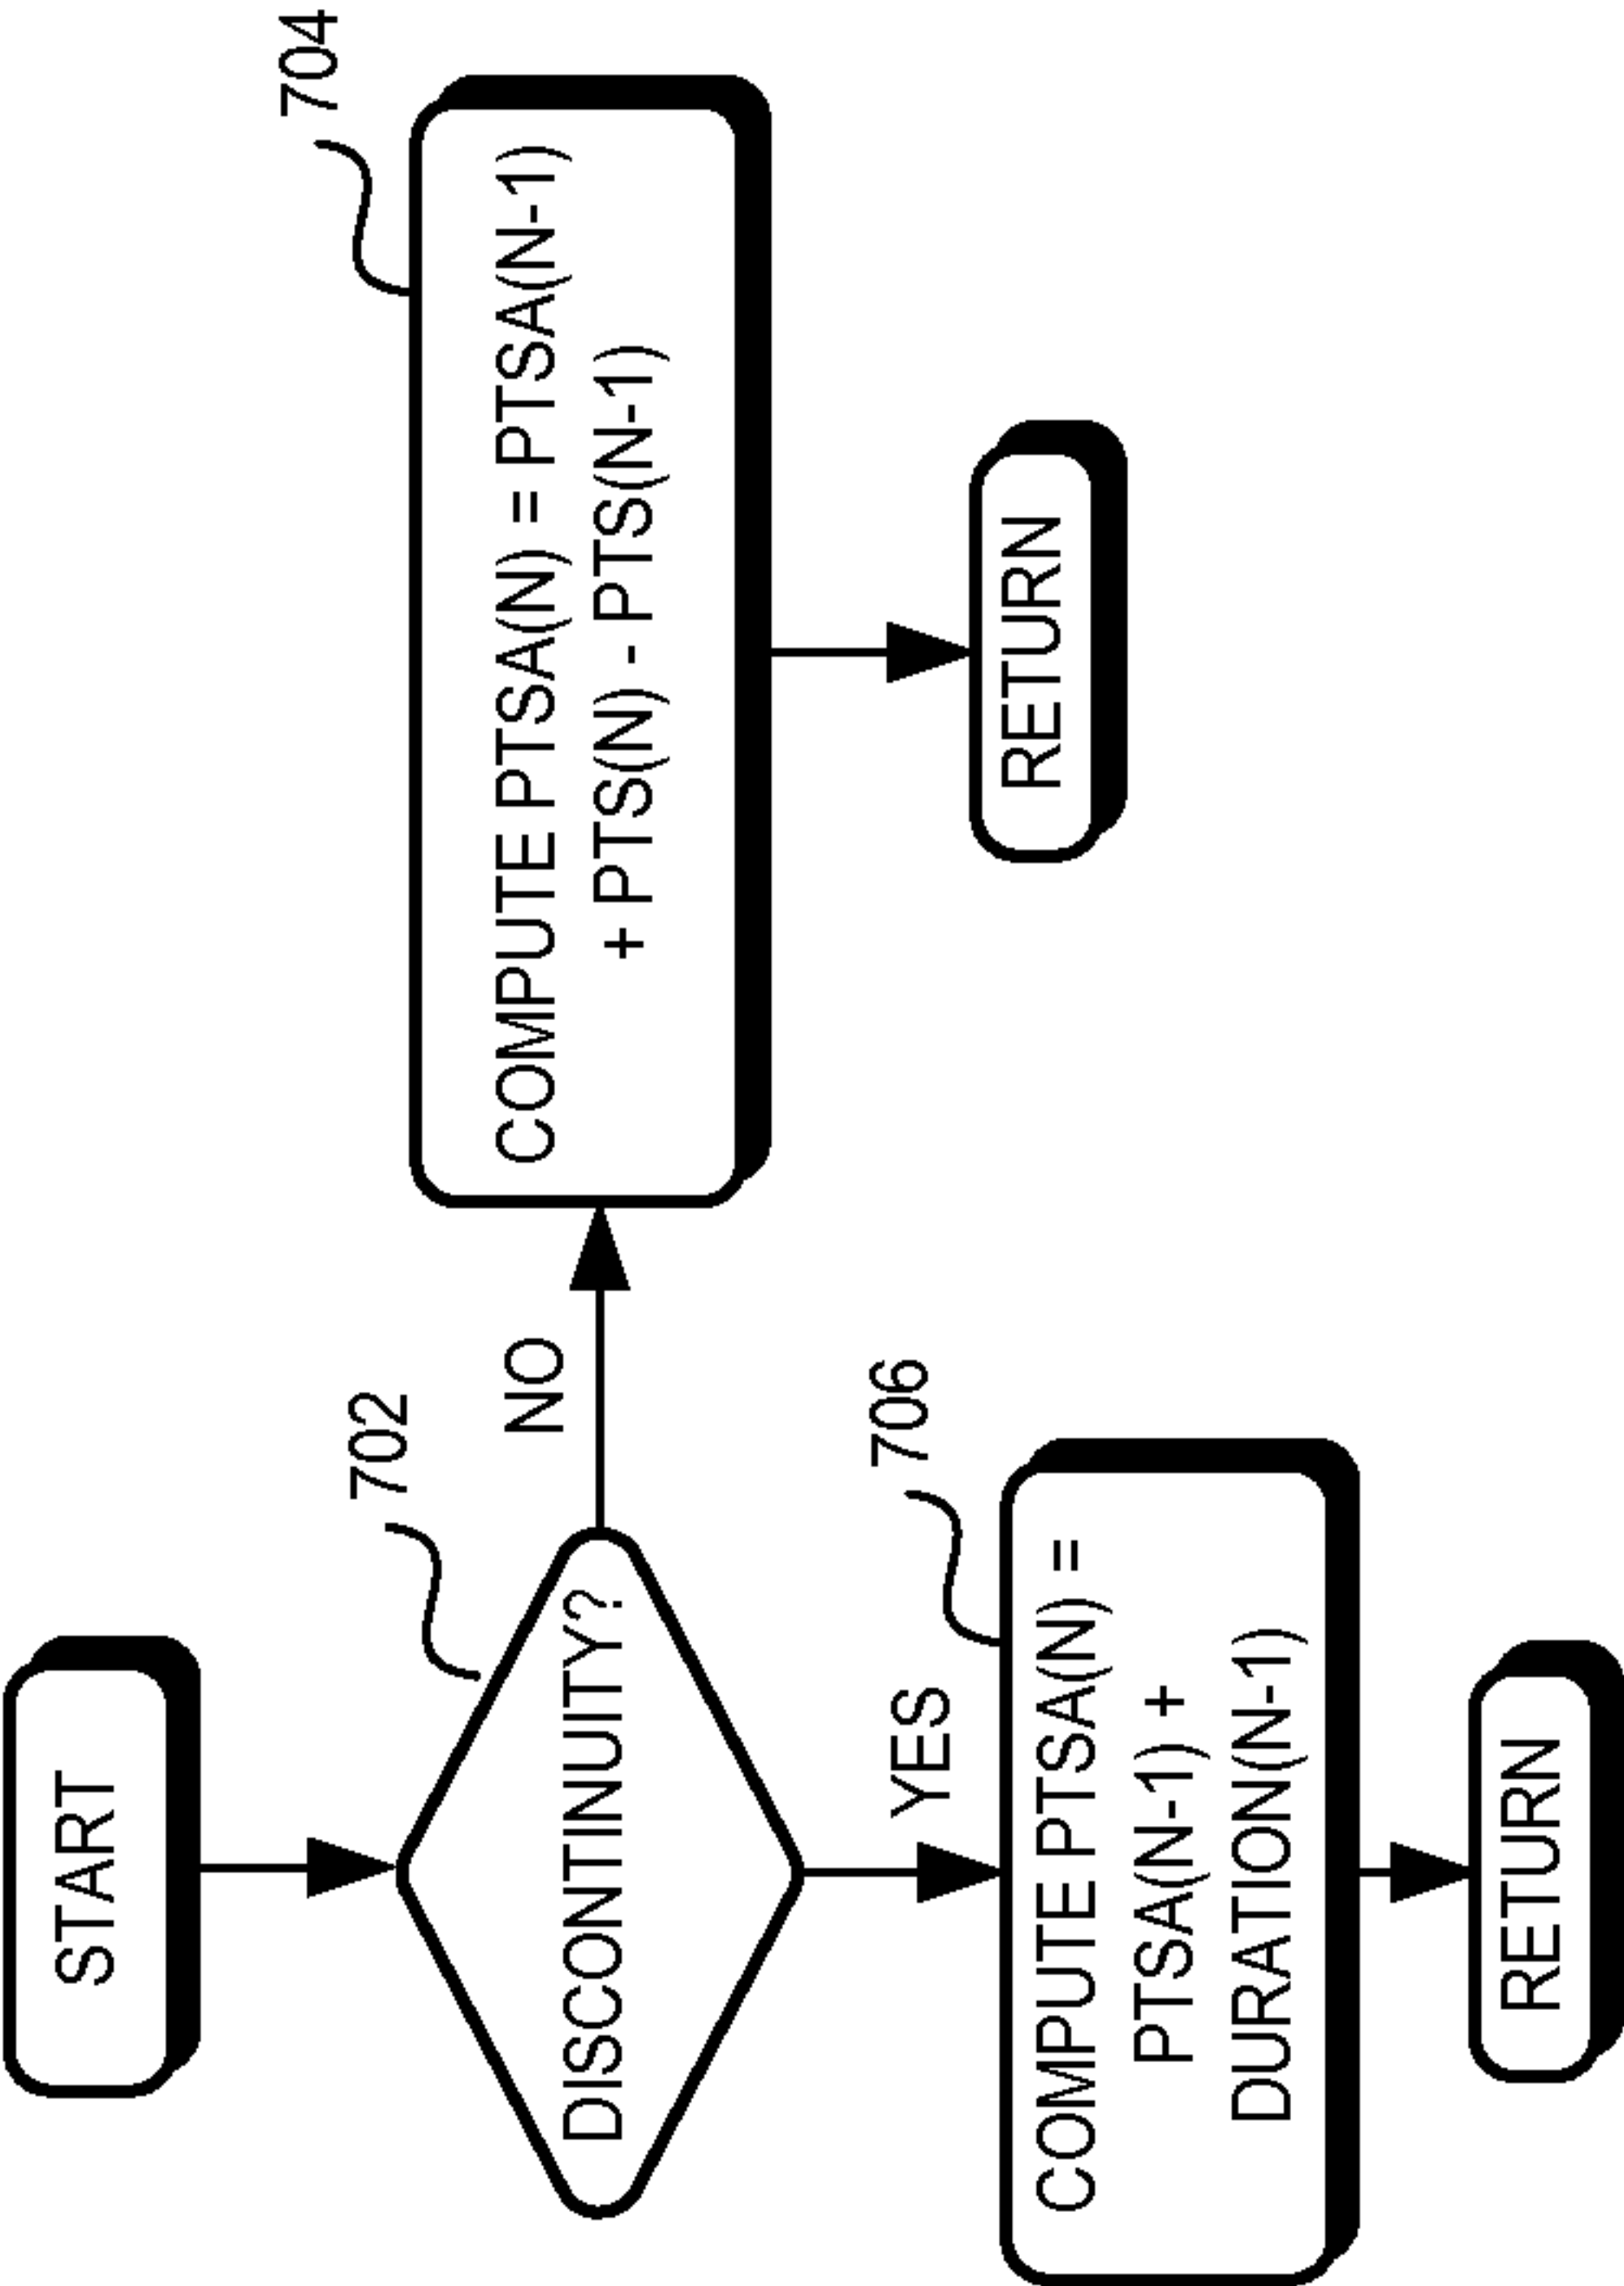 START
702
DISCONTINUITY?
NO
704
COMPUTE PTSA(N) = PTSA(N-1)
+ PTS(N) - PTS(N-1)
RETURN
YES
706
COMPUTE PTSA(N) =
PTSA(N-1) +
DURATION(N-1)
RETURN